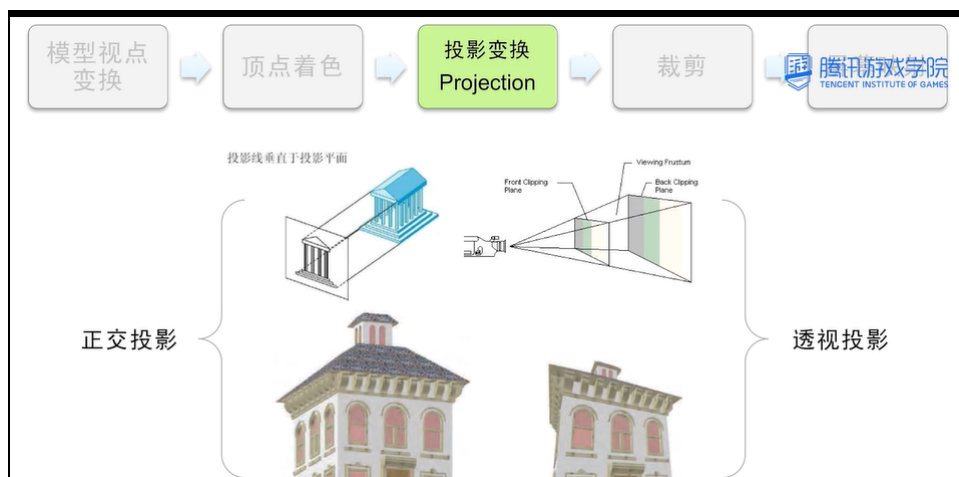 模型视点
变换
顶点着色
投影变换
Projection
裁剪
腾讯游戏学院
TENCENT INSTITUTE OF GAMES
投影线垂直于投影平面
Viewing Frustum
Front Clipping
Plane
Back Clipping
Plane
正交投影
透视投影